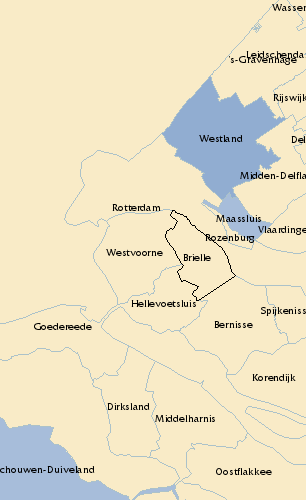 Wassen
Leidschenda
's-Gravenhage
Rijswijk
Westland
Del
Midden-Delfla
Rotterdam
Maassluis
Vlaardinge
Rozenburg
Westvoorne
Brielle
Hellevoetsluis
Spijkeniss
Goedereede
Bernisse
Korendijk
Dirksland
Middelharnis
chouwen-Duiveland
Oostflakkee